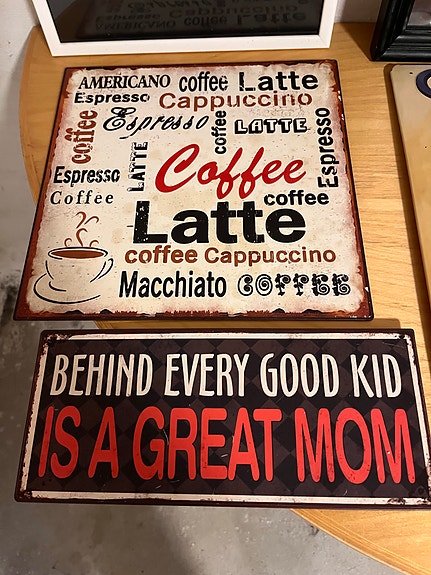 AMERICANO coffee Latte
Espresso Cappuccino
coffee Espresso coffee LATTE Espresso
LATTE Coffee
Espresso
Coffee coffee
Latte
coffee Cappuccino
Macchiato COFFEE
BEHIND EVERY GOOD KID
IS A GREAT MOM